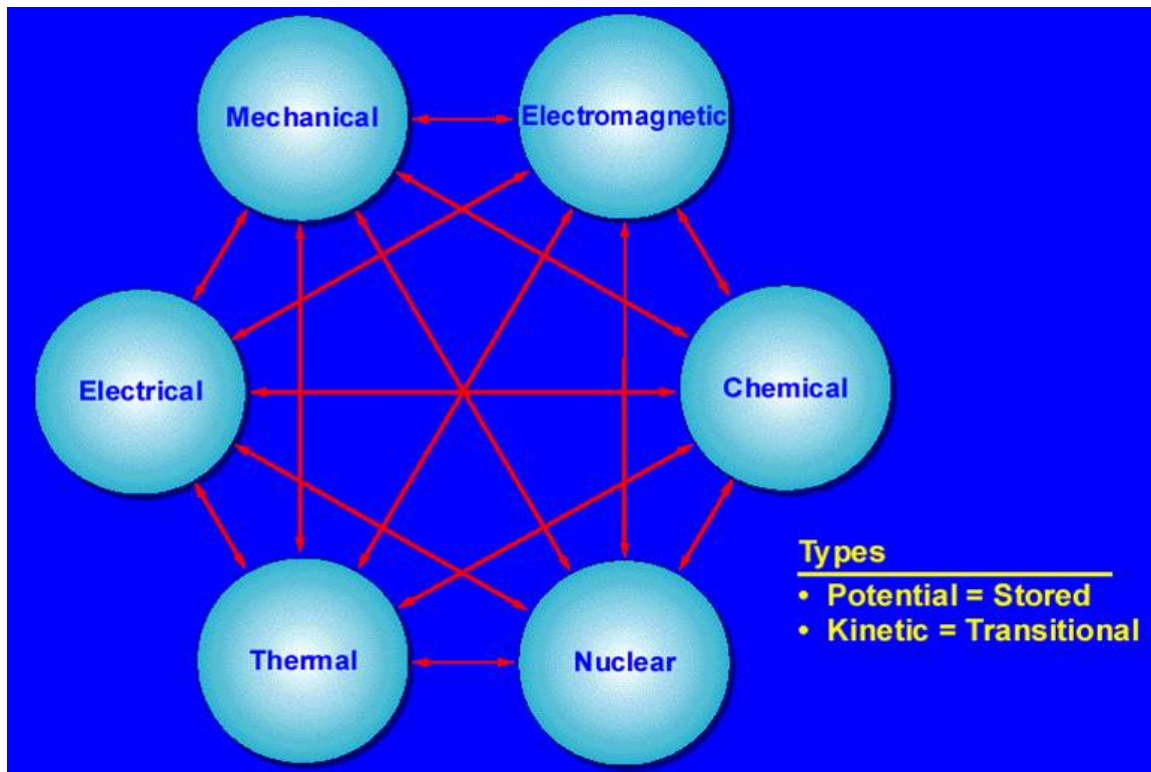 Mechanical
Electromagnetic
Electrical
Chemical
Thermal
Nuclear
Types
• Potential = Stored
• Kinetic = Transitional